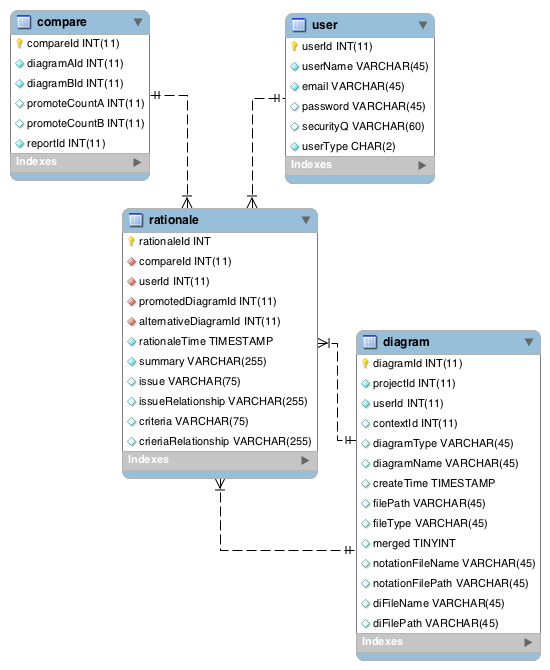 compare
compareId INT(11)
diagramAId INT(11)
diagramBId INT(11)
promoteCountA INT(11)
promoteCountB INT(11)
reportId INT(11)
Indexes
user
userId INT(11)
userName VARCHAR(45)
email VARCHAR(45)
password VARCHAR(45)
securityQ VARCHAR(60)
userType CHAR(2)
Indexes
rationale
rationaleId INT
compareId INT(11)
userId INT(11)
promotedDiagramId INT(11)
alternativeDiagramId INT(11)
rationaleTime TIMESTAMP
summary VARCHAR(255)
issue VARCHAR(75)
issueRelationship VARCHAR(255)
criteria VARCHAR(75)
crieriaRelationship VARCHAR(255)
Indexes
diagram
diagramId INT(11)
projectId INT(11)
userId INT(11)
contextId INT(11)
diagramType VARCHAR(45)
diagramName VARCHAR(45)
createTime TIMESTAMP
filePath VARCHAR(45)
fileType VARCHAR(45)
merged TINYINT
notationFileName VARCHAR(45)
notationFilePath VARCHAR(45)
diFileName VARCHAR(45)
diFilePath VARCHAR(45)
Indexes